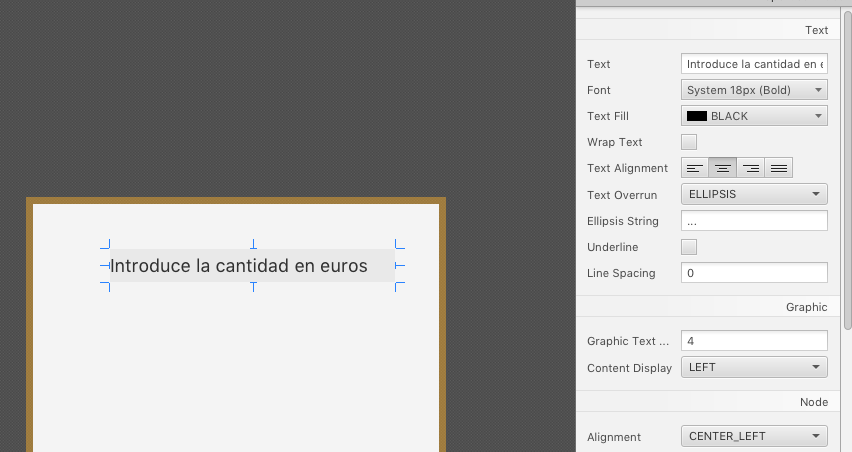 Text
Text Introduce la cantidad en e
Font System 18px (Bold)
Text Fill BLACK
Wrap Text
Text Alignment
Text Overrun ELLIPSIS
Ellipsis String ...
Underline
Line Spacing 0
Graphic
Graphic Text ... 4
Content Display LEFT
Node
Alignment CENTER_LEFT
Introduce la cantidad en euros